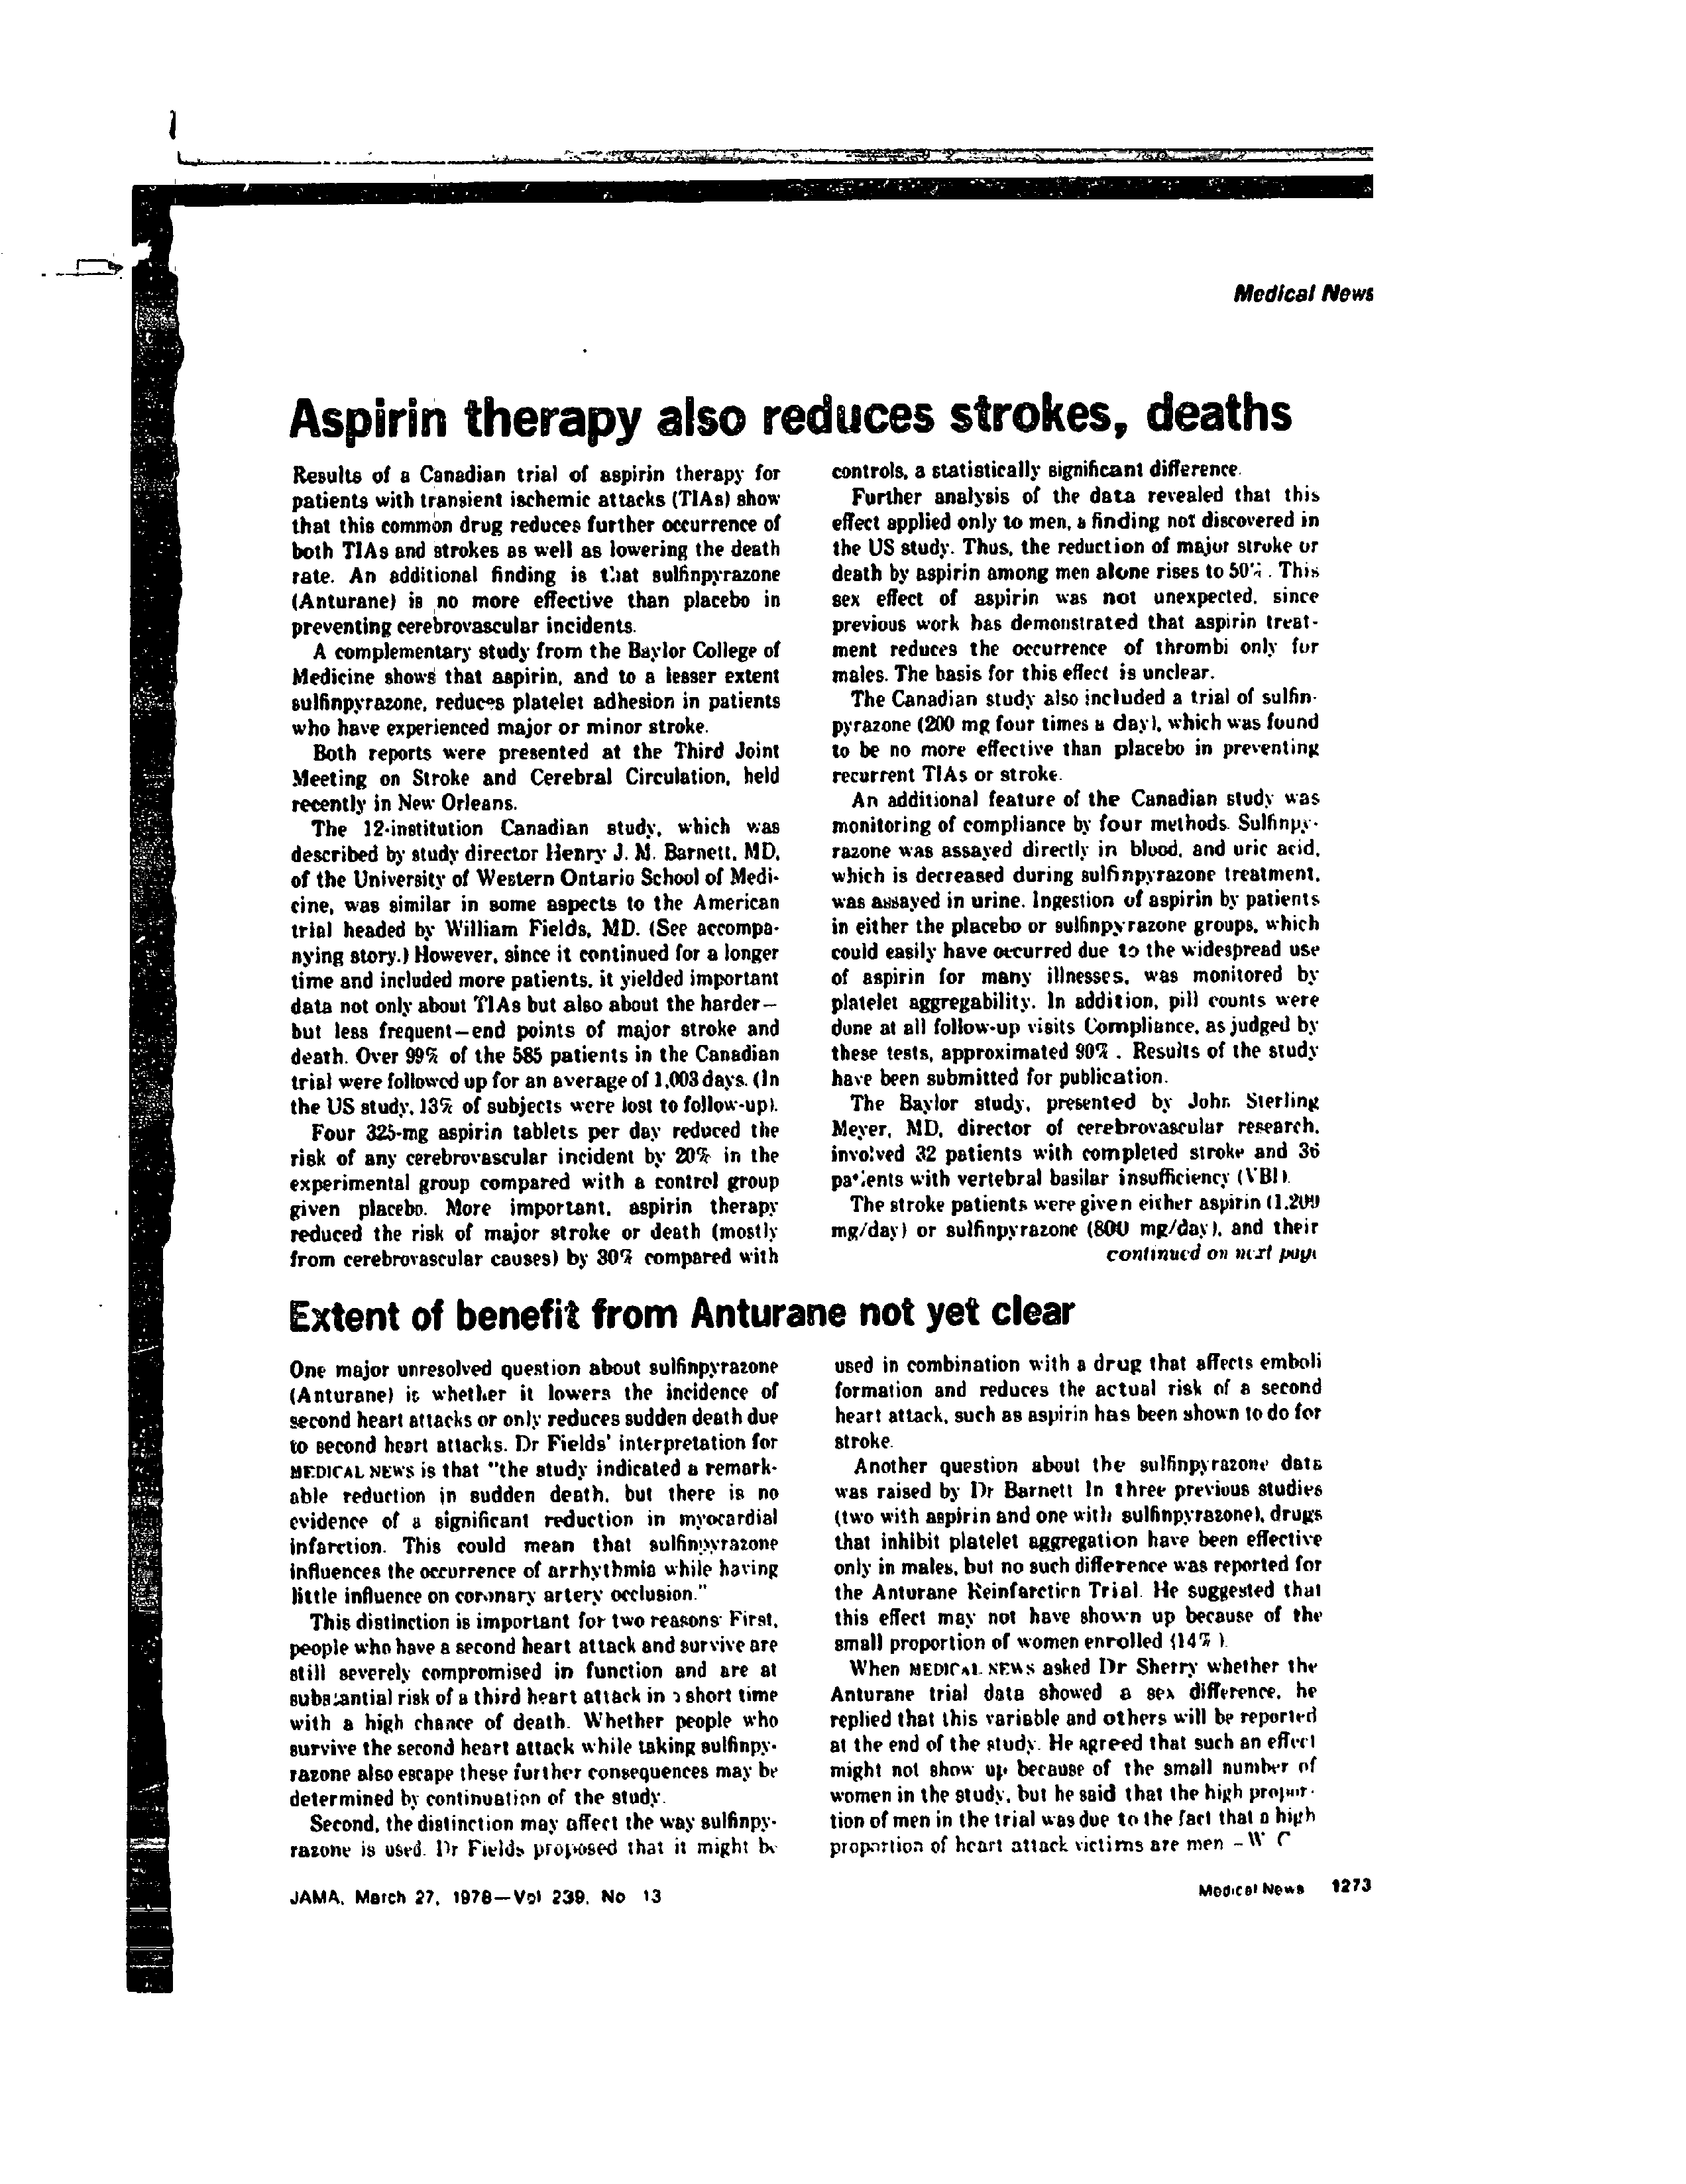 Medical News
Aspirin therapy also reduces strokes, deaths
Results of a Canadian trial of aspirin therapy for
patients with transient ischemic attacks (TIAs) show
that this common drug reduces further occurrence of
both TIAs and strokes as well as lowering the death
rate. An additional finding is that sulfinpyrazone
(Anturane) is no more effective than placebo in
preventing cerebrovascular incidents.
A complementary study from the Baylor College of
Medicine shows that aspirin, and to a lesser extent
sulfinpyrazone, reduces platelet adhesion in patients
who have experienced major or minor stroke.
Both reports were presented at the Third Joint
Meeting on Stroke and Cerebral Circulation, held
recently in New Orleans.
The 12-institution Canadian study, which was
described by study director Henry J. M. Barnett, MD,
of the University of Western Ontario School of Medi-
cine, was similar in some aspects to the American
trial headed by William Fields, MD. (See accompa-
nying story.) However, since it continued for a longer
time and included more patients, it yielded important
data not only about TIAs but also about the harder—
but less frequent—end points of major stroke and
death. Over 99% of the 585 patients in the Canadian
trial were followed up for an average of 1,003 days. (In
the US study, 13% of subjects were lost to follow-up).
Four 325-mg aspirin tablets per day reduced the
risk of any cerebrovascular incident by 20% in the
experimental group compared with a control group
given placebo. More important, aspirin therapy
reduced the risk of major stroke or death (mostly
from cerebrovascular causes) by 30% compared with
controls, a statistically significant difference.
Further analysis of the data revealed that this
effect applied only to men, a finding not discovered in
the US study. Thus, the reduction of major stroke or
death by aspirin among men alone rises to 50%. This
sex effect of aspirin was not unexpected, since
previous work has demonstrated that aspirin treat-
ment reduces the occurrence of thrombi only for
males. The basis for this effect is unclear.
The Canadian study also included a trial of sulfin-
pyrazone (200 mg four times a day), which was found
to be no more effective than placebo in preventing
recurrent TIAs or stroke.
An additional feature of the Canadian study was
monitoring of compliance by four methods. Sulfinpy-
razone was assayed directly in blood, and uric acid,
which is decreased during sulfinpyrazone treatment,
was assayed in urine. Ingestion of aspirin by patients
in either the placebo or sulfinpyrazone groups, which
could easily have occurred due to the widespread use
of aspirin for many illnesses, was monitored by
platelet aggregability. In addition, pill counts were
done at all follow-up visits Compliance, as judged by
these tests, approximated 90%. Results of the study
have been submitted for publication.
The Baylor study, presented by John Sterling
Meyer, MD, director of cerebrovascular research,
involved 32 patients with completed stroke and 36
patients with vertebral basilar insufficiency (VBI).
The stroke patients were given either aspirin (1,200
mg/day) or sulfinpyrazone (800 mg/day), and their
continued on next page
Extent of benefit from Anturane not yet clear
One major unresolved question about sulfinpyrazone
(Anturane) is whether it lowers the incidence of
second heart attacks or only reduces sudden death due
to second heart attacks. Dr Fields' interpretation for
MEDICAL NEWS is that "the study indicated a remark-
able reduction in sudden death, but there is no
evidence of a significant reduction in myocardial
infarction. This could mean that sulfinpyrazone
influences the occurrence of arrhythmia while having
little influence on coronary artery occlusion."
This distinction is important for two reasons: First,
people who have a second heart attack and survive are
still severely compromised in function and are at
substantial risk of a third heart attack in a short time
with a high chance of death. Whether people who
survive the second heart attack while taking sulfinpy-
razone also escape these further consequences may be
determined by continuation of the study.
Second, the distinction may affect the way sulfinpy-
razone is used. Dr Fields proposed that it might be
used in combination with a drug that affects emboli
formation and reduces the actual risk of a second
heart attack, such as aspirin has been shown to do for
stroke.
Another question about the sulfinpyrazone data
was raised by Dr Barnett In three previous studies
(two with aspirin and one with sulfinpyrazone), drugs
that inhibit platelet aggregation have been effective
only in males, but no such difference was reported for
the Anturane Reinfarction Trial. He suggested that
this effect may not have shown up because of the
small proportion of women enrolled (14%).
When MEDICAL NEWS asked Dr Sherry whether the
Anturane trial data showed a sex difference, he
replied that this variable and others will be reported
at the end of the study. He agreed that such an effect
might not show up because of the small number of
women in the study, but he said that the high propor-
tion of men in the trial was due to the fact that a high
proportion of heart attack victims are men –W C
JAMA, March 27, 1978—Vol 239, No 13
Medical News 1273